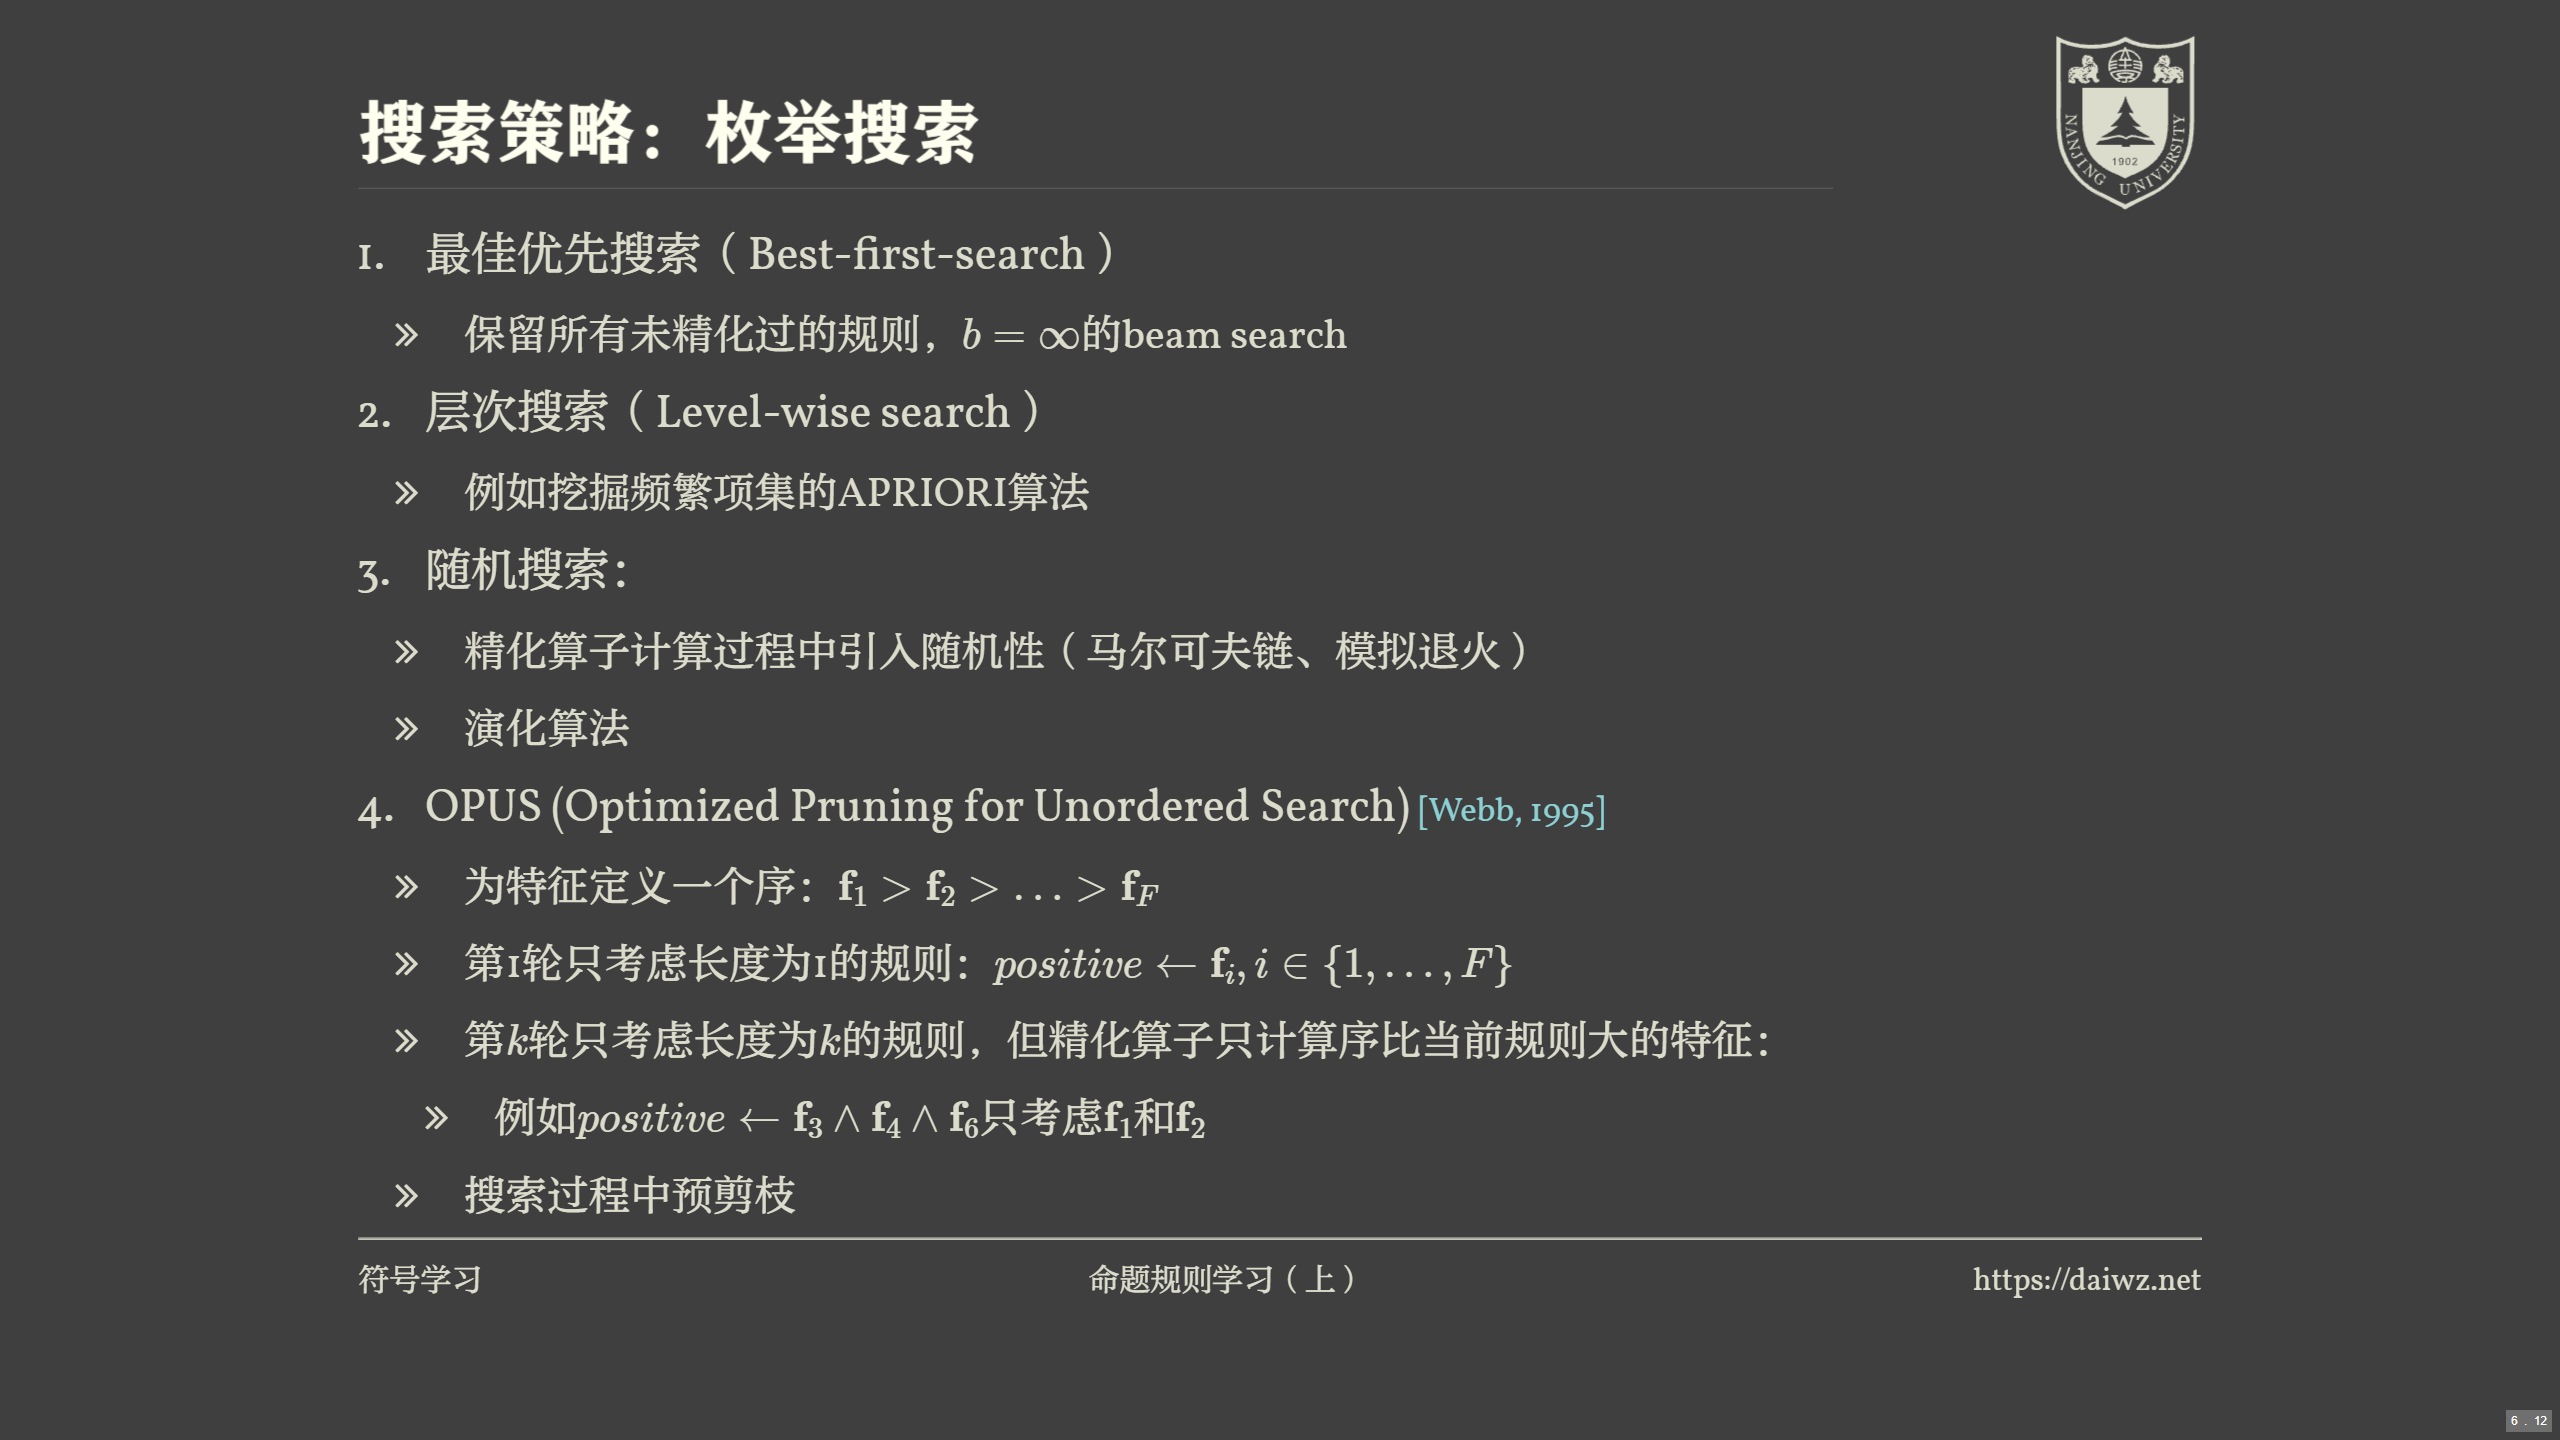 搜索策略：枚举搜索
NANJING UNIVERSITY
1902
1. 最佳优先搜索（Best-first-search）
» 保留所有未精化过的规则，b = ∞的beam search
2. 层次搜索（Level-wise search）
» 例如挖掘频繁项集的APRIORI算法
3. 随机搜索：
» 精化算子计算过程中引入随机性（马尔可夫链、模拟退火）
» 演化算法
4. OPUS (Optimized Pruning for Unordered Search) [Webb, 1995]
» 为特征定义一个序：f₁ > f₂ > … > f_F
» 第1轮只考虑长度为1的规则：positive ← fᵢ, i ∈ {1, …, F}
» 第k轮只考虑长度为k的规则，但精化算子只计算序比当前规则大的特征：
» 例如positive ← f₃ ∧ f₄ ∧ f₆只考虑f₁和f₂
» 搜索过程中预剪枝
符号学习 命题规则学习（上） https://daiwz.net
6 . 12